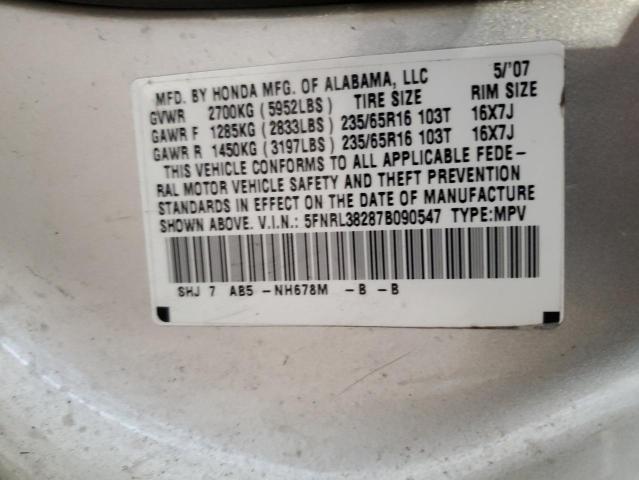 MFD. BY HONDA MFG. OF ALABAMA, LLC 5/'07
GVWR 2700KG (5952LBS) TIRE SIZE RIM SIZE
GAWR F 1285KG (2833LBS) 235/65R16 103T 16X7J
GAWR R 1450KG (3197LBS) 235/65R16 103T 16X7J
THIS VEHICLE CONFORMS TO ALL APPLICABLE FEDE-
RAL MOTOR VEHICLE SAFETY AND THEFT PREVENTION
STANDARDS IN EFFECT ON THE DATE OF MANUFACTURE
SHOWN ABOVE. V.I.N.: 5FNRL38287B090547 TYPE:MPV
SHJ 7 AB5 -NH678M -B -B